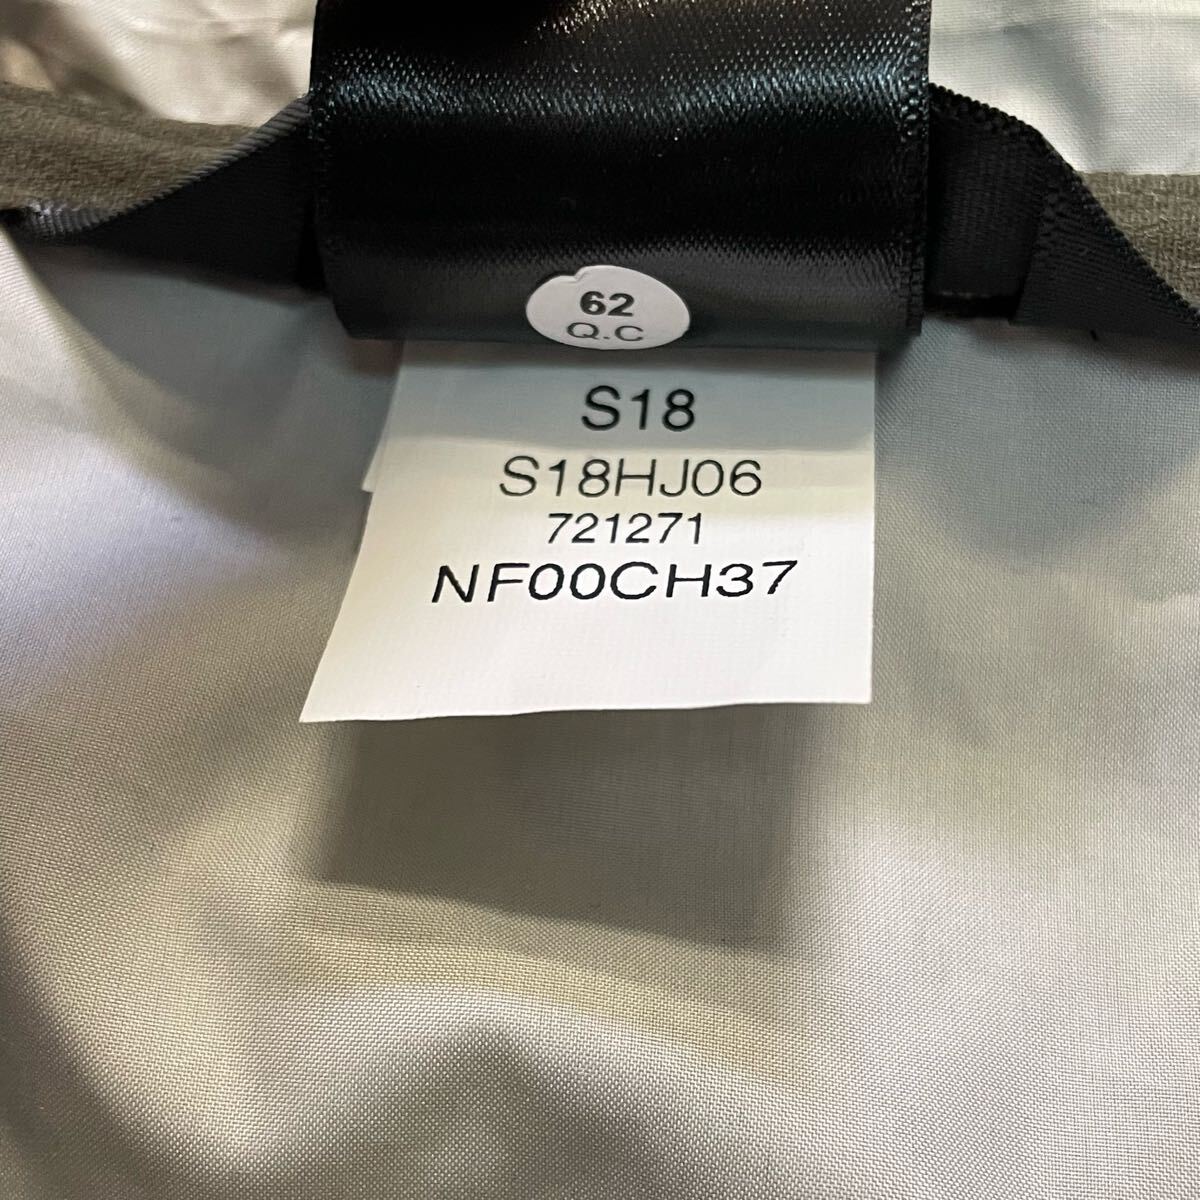 62
Q.C
S18
S18HJ06
721271
NF00CH37